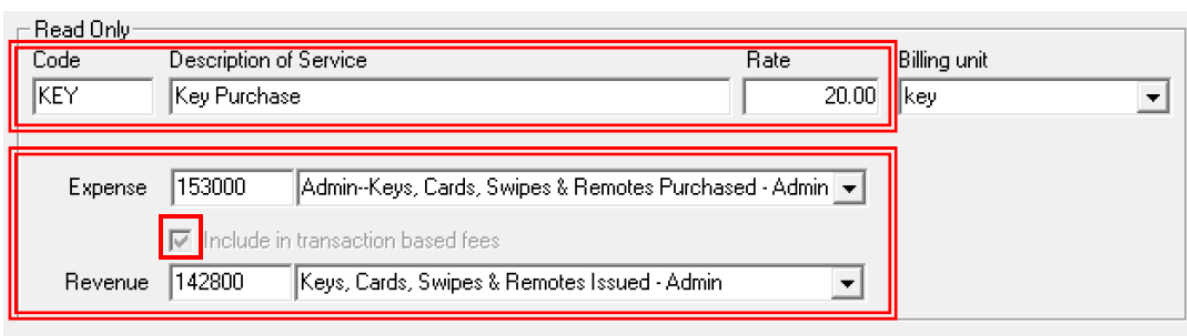 Read Only
Code Description of Service Rate Billing unit
KEY Key Purchase 20.00 key
Expense 153000 Admin--Keys, Cards, Swipes & Remotes Purchased - Admin
Include in transaction based fees
Revenue 142800 Keys, Cards, Swipes & Remotes Issued - Admin